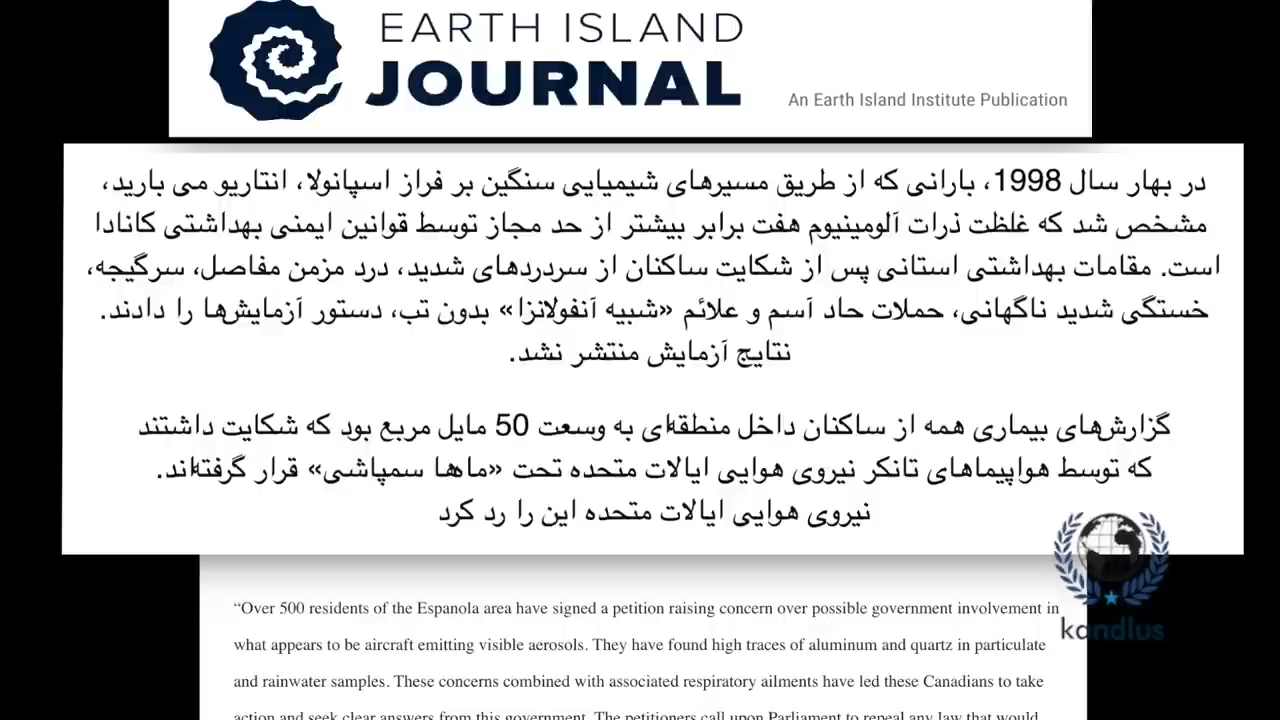 EARTH ISLAND
JOURNAL
An Earth Island Institute Publication
در بهار سال 1998، بارانی که از طریق مسیرهای شیمیایی سنگین بر فراز اسپانولا، انتاریو می بارید،
مشخص شد که غلظت ذرات آلومینیوم هفت برابر بیشتر از حد مجاز توسط قوانین ایمنی بهداشتی کانادا
است. مقامات بهداشتی استانی پس از شکایت ساکنان از سردردهای شدید، درد مزمن مفاصل، سرگیجه،
خستگی شدید ناگهانی، حملات حاد آسم و علائم «شبیه آنفولانزا» بدون تب، دستور آزمایش‌ها را دادند.
نتایج آزمایش منتشر نشد.
گزارش‌های بیماری همه از ساکنان داخل منطقه‌ای به وسعت 50 مایل مربع بود که شکایت داشتند
که توسط هواپیماهای تانکر نیروی هوایی ایالات متحده تحت «ماه‌ها سمپاشی» قرار گرفته‌اند.
نیروی هوایی ایالات متحده این را رد کرد
“Over 500 residents of the Espanola area have signed a petition raising concern over possible government involvement in
what appears to be aircraft emitting visible aerosols. They have found high traces of aluminum and quartz in particulate
and rainwater samples. These concerns combined with associated respiratory ailments have led these Canadians to take
action and seek clear answers from this government. The petitioners call upon Parliament to repeal any law that would
kandlus